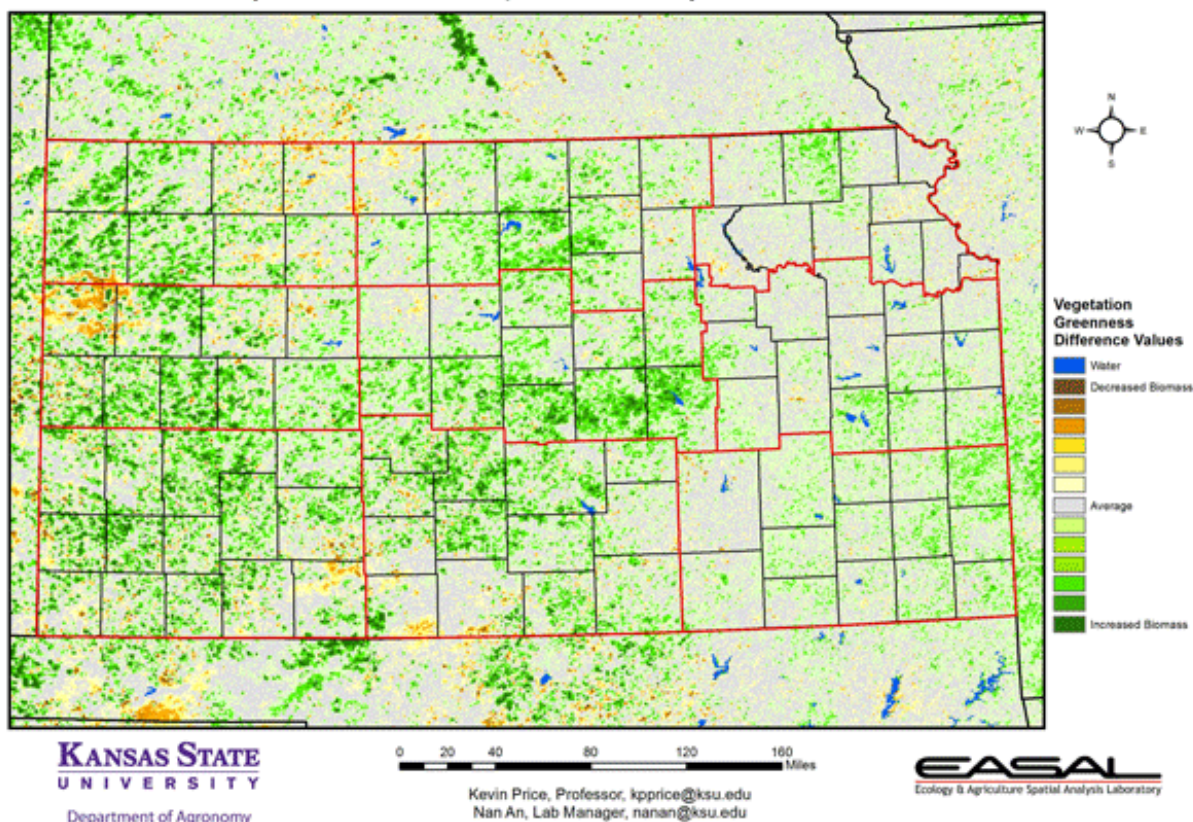 N
W E
S
Vegetation
Greenness
Difference Values
Water
Decreased Biomass
Average
Increased Biomass
KANSAS STATE
UNIVERSITY
Department of Agronomy
0 20 40 80 120 160
Miles
Kevin Price, Professor, kpprice@ksu.edu
Nan An, Lab Manager, nanan@ksu.edu
EASAL
Ecology & Agriculture Spatial Analysis Laboratory